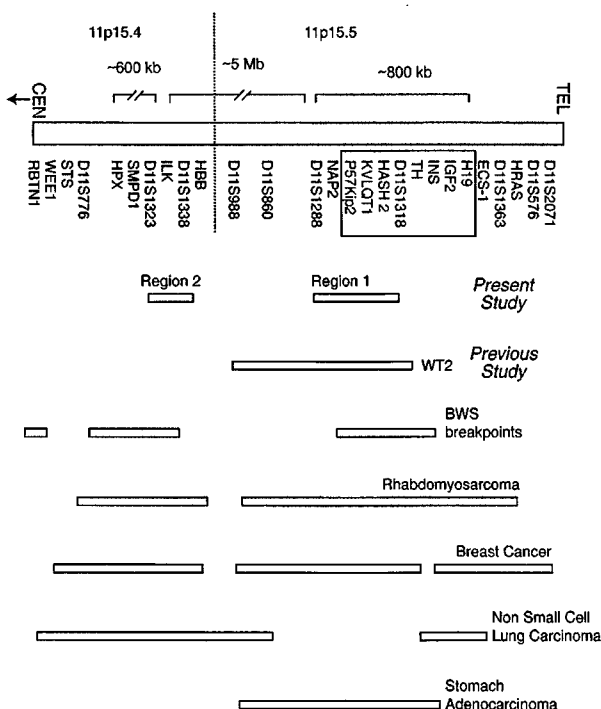 11p15.4
11p15.5
~600 kb
~5 Mb
~800 kb
CEN
TEL
RBTN1
WEE1
STS
D11S776
HPX
SMPD1
D11S1323
ILK
D11S1338
HBB
D11S988
D11S860
D11S1288
NAP2
P57Kip2
KVLQT1
HASH 2
D11S1318
TH
INS
IGF2
H19
ECS-1
D11S1363
HRAS
D11S576
D11S2071
Region 2
Region 1
Present
Study
WT2
Previous
Study
BWS
breakpoints
Rhabdomyosarcoma
Breast Cancer
Non Small Cell
Lung Carcinoma
Stomach
Adenocarcinoma